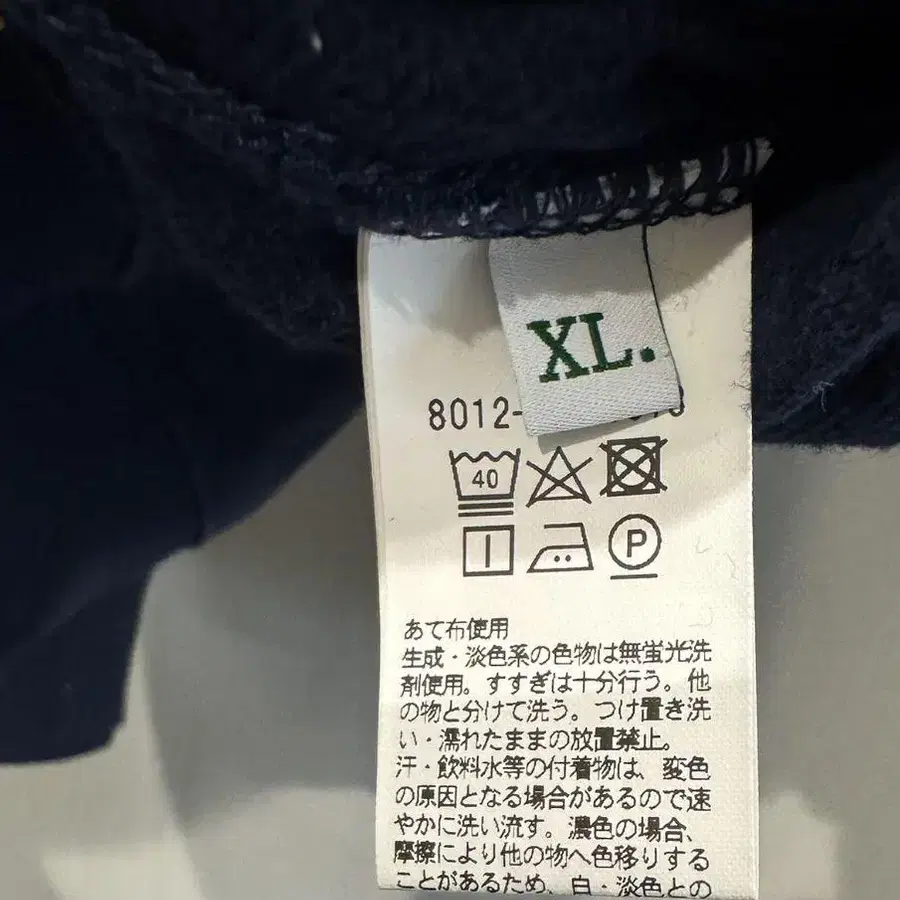 XL.
8012-
40
P
あて布使用
生成・淡色系の色物は無蛍光洗
剤使用。すすぎは十分行う。他
の物と分けて洗う。つけ置き洗
い・濡れたままの放置禁止。
汗・飲料水等の付着物は、変色
の原因となる場合があるので速
やかに洗い流す。濃色の場合、
摩擦により他の物へ色移りする
ことがあるため、白・淡色との